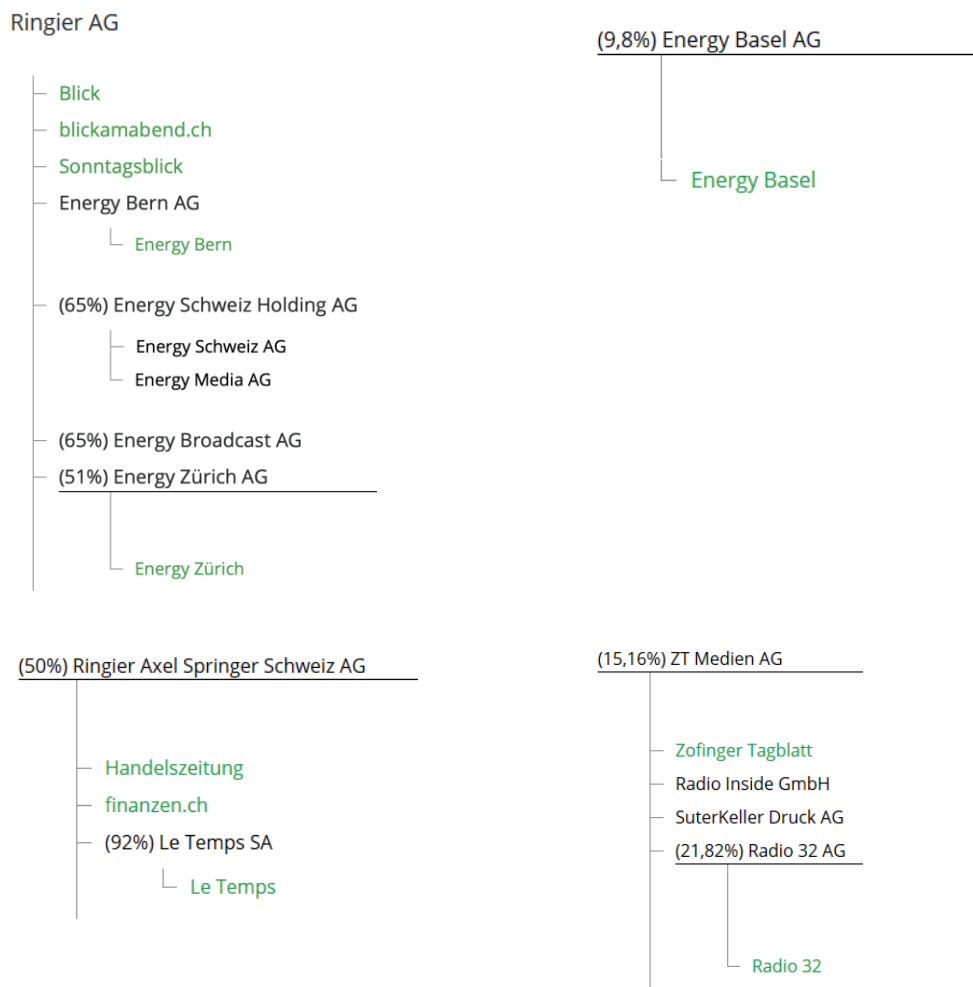 Ringier AG
Blick
blickamabend.ch
Sonntagsblick
Energy Bern AG
Energy Bern
(65%) Energy Schweiz Holding AG
Energy Schweiz AG
Energy Media AG
(65%) Energy Broadcast AG
(51%) Energy Zürich AG
Energy Zürich
(9,8%) Energy Basel AG
Energy Basel
(50%) Ringier Axel Springer Schweiz AG
Handelszeitung
finanzen.ch
(92%) Le Temps SA
Le Temps
(15,16%) ZT Medien AG
Zofinger Tagblatt
Radio Inside GmbH
SuterKeller Druck AG
(21,82%) Radio 32 AG
Radio 32